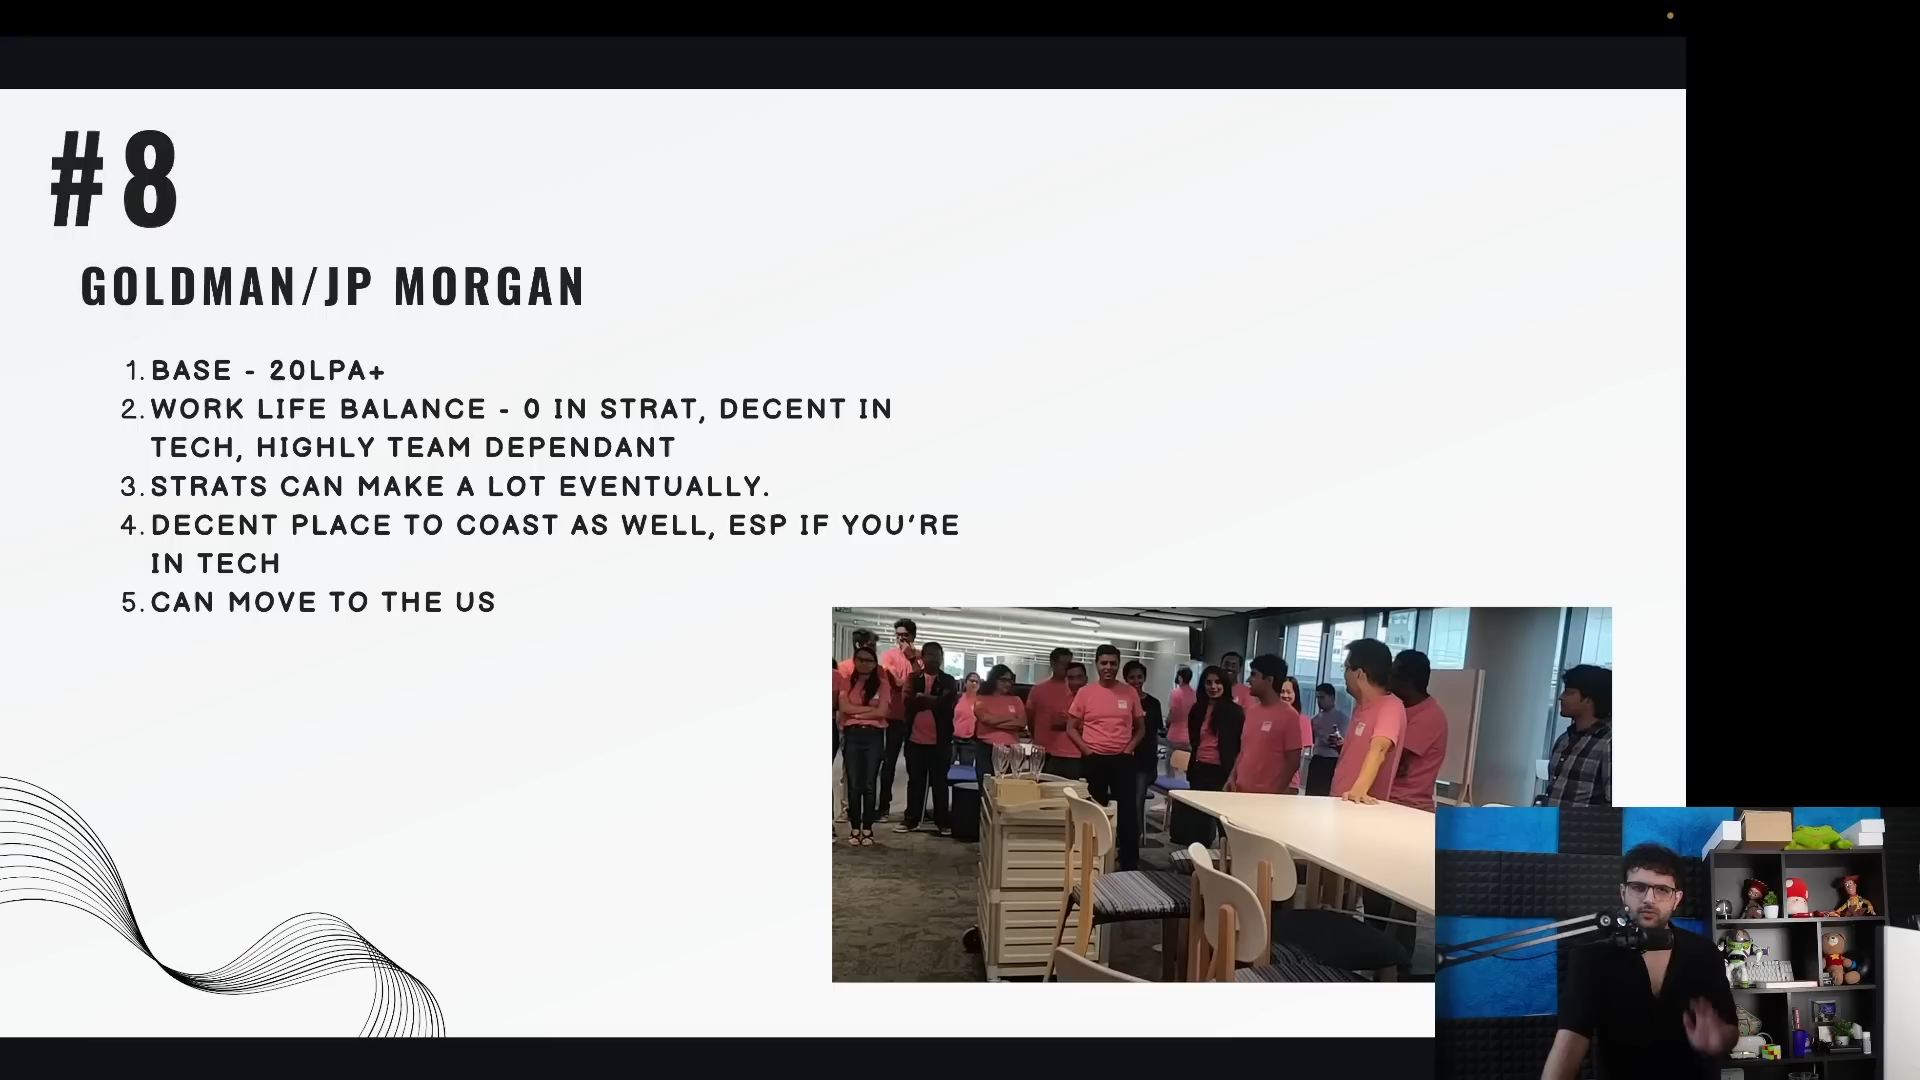 #8
GOLDMAN/JP MORGAN
1. BASE - 20LPA+
2. WORK LIFE BALANCE - 0 IN STRAT, DECENT IN
TECH, HIGHLY TEAM DEPENDANT
3. STRATS CAN MAKE A LOT EVENTUALLY.
4. DECENT PLACE TO COAST AS WELL, ESP IF YOU'RE
IN TECH
5. CAN MOVE TO THE US